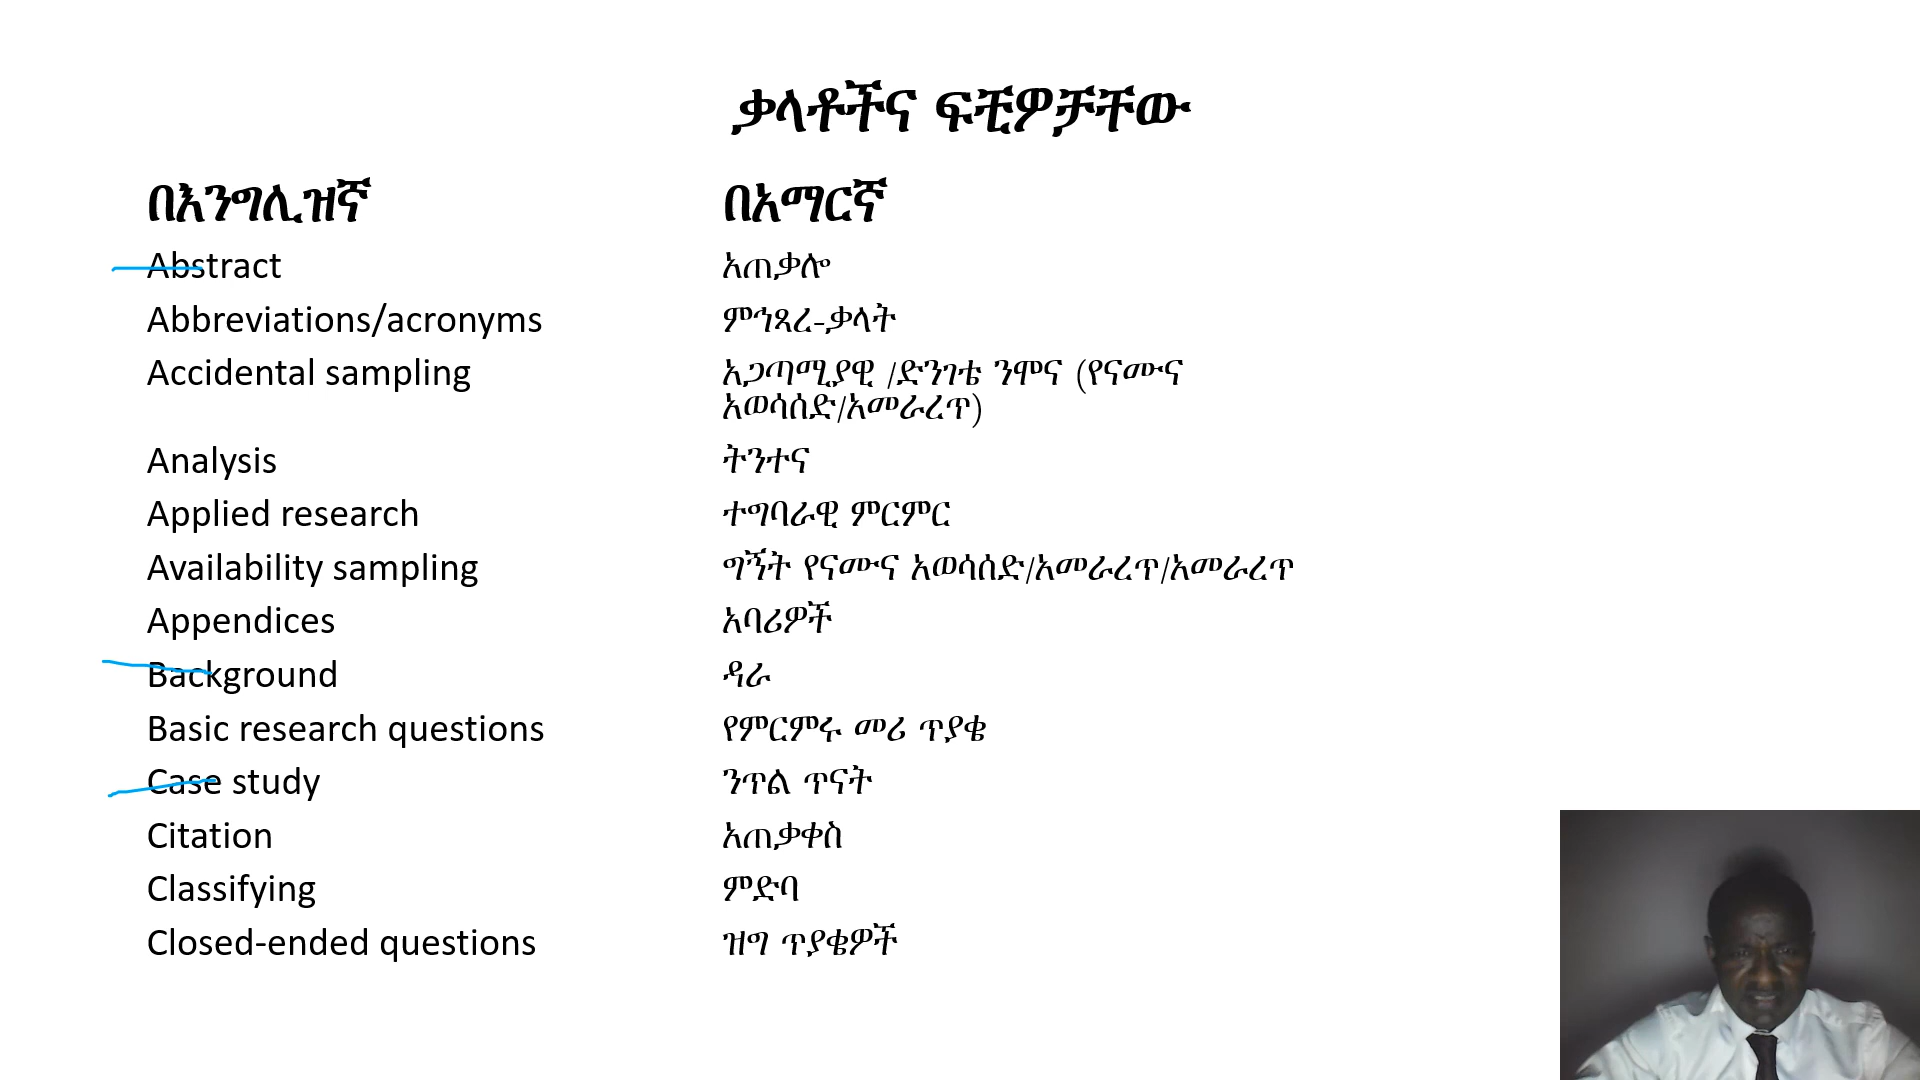 ቃላቶችና ፍቺዎቻቸው
በእንግሊዝኛ በአማርኛ
Abstract አጠቃሎ
Abbreviations/acronyms ምኅጻረ-ቃላት
Accidental sampling አጋጣሚያዊ /ድንገቴ ንሞና (የናሙና
አወሳሰድ/አመራረጥ)
Analysis ትንተና
Applied research ተግባራዊ ምርምር
Availability sampling ግኝት የናሙና አወሳሰድ/አመራረጥ/አመራረጥ
Appendices አባሪዎች
Background ዳራ
Basic research questions የምርምሩ መሪ ጥያቄ
Case study ንጥል ጥናት
Citation አጠቃቀስ
Classifying ምድባ
Closed-ended questions ዝግ ጥያቄዎች